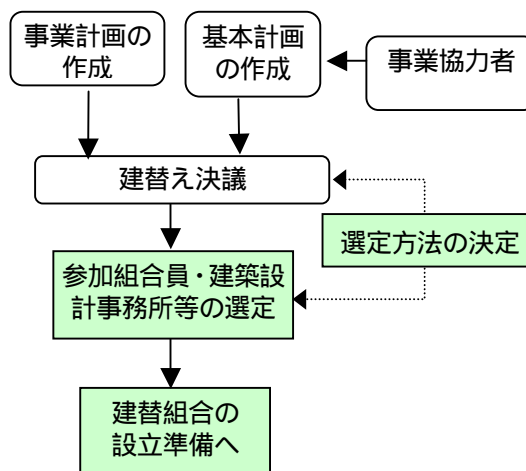 事業計画の
作成
基本計画
の作成
事業協力者
建替え決議
選定方法の決定
参加組合員・建築設
計事務所等の選定
建替組合の
設立準備へ